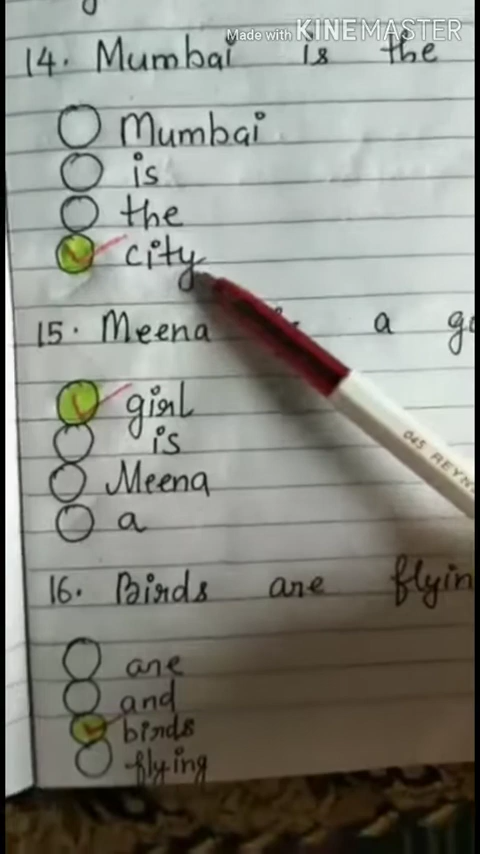 Made with KINEMASTER
14. Mumbai is the
Mumbai
is
the
city
15. Meena a
girl
is
Meena
a
16. Birds are flyin
are
and
birds
flying
045 REYN